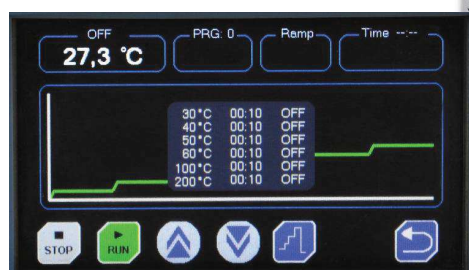 OFF
27,3 °C
PRG: 0
Ramp
Time --:--
30°C 00:10 OFF
40°C 00:10 OFF
50°C 00:10 OFF
60°C 00:10 OFF
100°C 00:10 OFF
200°C 00:10 OFF
STOP
RUN